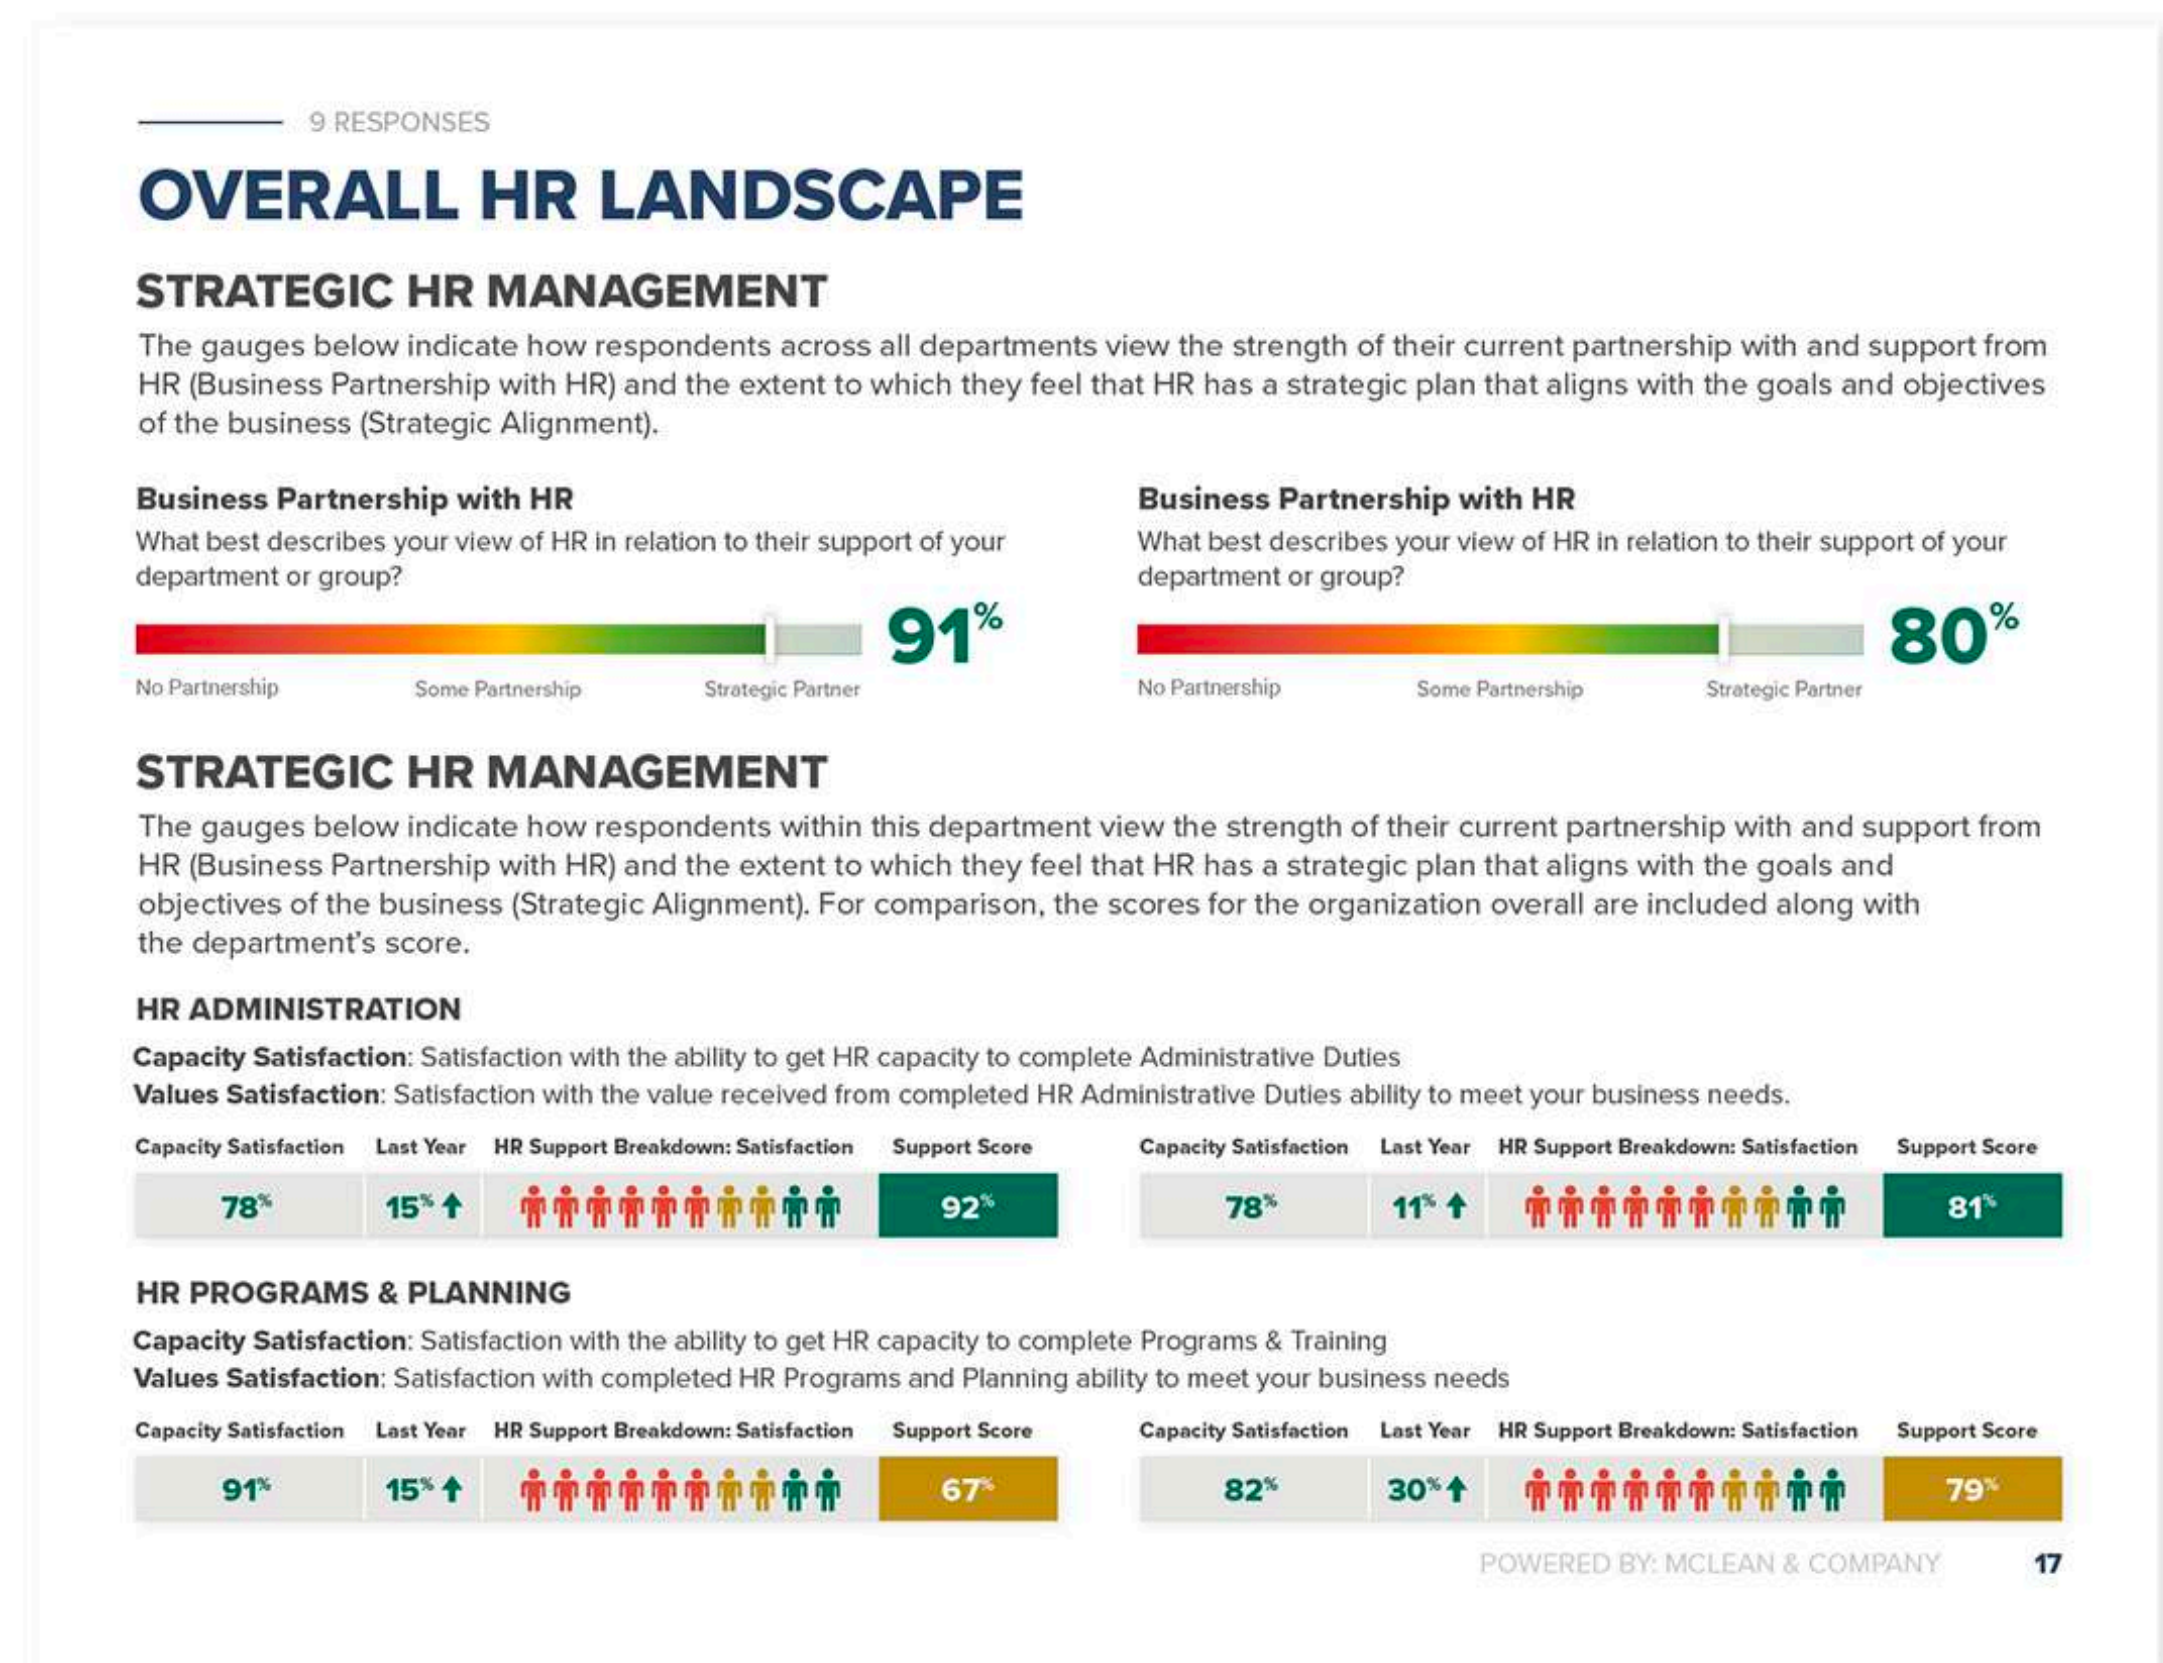 9 RESPONSES
OVERALL HR LANDSCAPE
STRATEGIC HR MANAGEMENT
The gauges below indicate how respondents across all departments view the strength of their current partnership with and support from
HR (Business Partnership with HR) and the extent to which they feel that HR has a strategic plan that aligns with the goals and objectives
of the business (Strategic Alignment).
Business Partnership with HR
What best describes your view of HR in relation to their support of your
department or group?
91%
No Partnership Some Partnership Strategic Partner
Business Partnership with HR
What best describes your view of HR in relation to their support of your
department or group?
80%
No Partnership Some Partnership Strategic Partner
STRATEGIC HR MANAGEMENT
The gauges below indicate how respondents within this department view the strength of their current partnership with and support from
HR (Business Partnership with HR) and the extent to which they feel that HR has a strategic plan that aligns with the goals and
objectives of the business (Strategic Alignment). For comparison, the scores for the organization overall are included along with
the department's score.
HR ADMINISTRATION
Capacity Satisfaction: Satisfaction with the ability to get HR capacity to complete Administrative Duties
Values Satisfaction: Satisfaction with the value received from completed HR Administrative Duties ability to meet your business needs.
Capacity Satisfaction Last Year HR Support Breakdown: Satisfaction Support Score
78% 15% 92%
Capacity Satisfaction Last Year HR Support Breakdown: Satisfaction Support Score
78% 11% 81%
HR PROGRAMS & PLANNING
Capacity Satisfaction: Satisfaction with the ability to get HR capacity to complete Programs & Training
Values Satisfaction: Satisfaction with completed HR Programs and Planning ability to meet your business needs
Capacity Satisfaction Last Year HR Support Breakdown: Satisfaction Support Score
91% 15% 67%
Capacity Satisfaction Last Year HR Support Breakdown: Satisfaction Support Score
82% 30% 79%
POWERED BY: MCLEAN & COMPANY 17